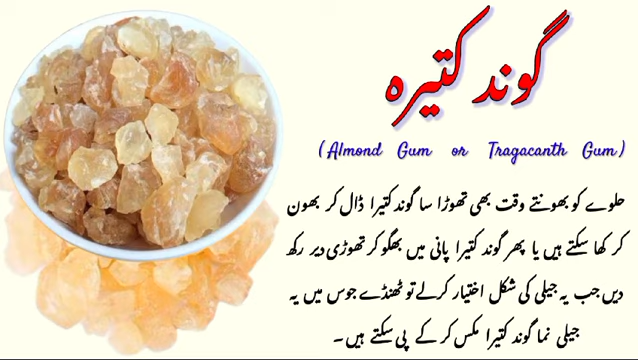 گوند کتیرہ
(Almond Gum or Tragacanth Gum)
حلوے کو بھونتے وقت بھی تھوڑا سا گوند کتیرا ڈال کر بھون
کر کھا سکتے ہیں یا پھر گوند کتیرا پانی میں بھگو کر تھوڑی دیر رکھ
دیں جب یہ جیلی کی شکل اختیار کرلے تو ٹھنڈے جوس میں یہ
جیلی نما گوند کتیرا مکس کر کے پی سکتے ہیں۔